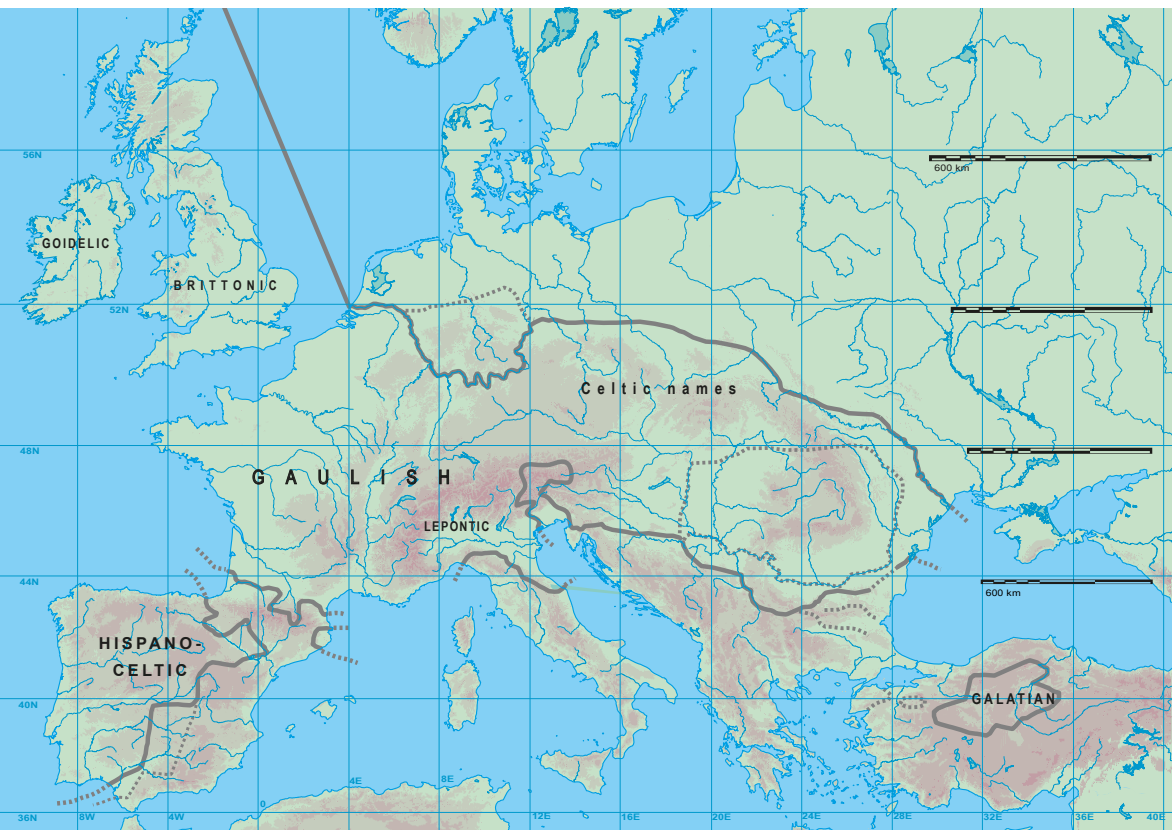 56N
600 km
GOIDELIC
BRITTONIC
52N
Celtic names
48N
GAULISH
LEPONTIC
44N
600 km
HISPANO-
CELTIC
GALATIAN
40N
4E
8E
0
36N
8W
4W
12E
16E
20E
24E
28E
32E
36E
40E